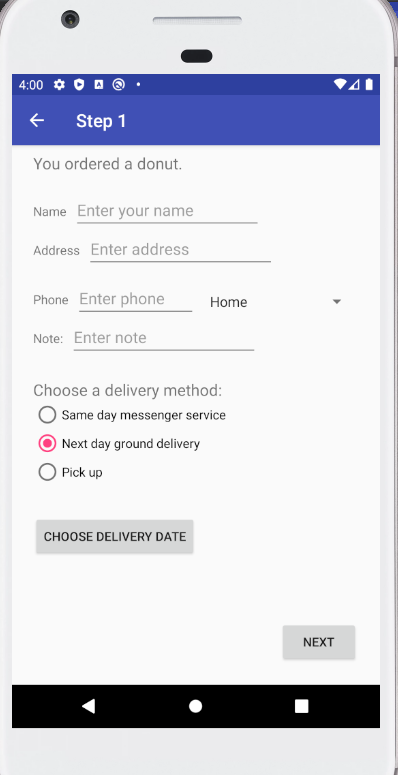 4:00
Step 1
You ordered a donut.
Name Enter your name
Address Enter address
Phone Enter phone Home
Note: Enter note
Choose a delivery method:
Same day messenger service
Next day ground delivery
Pick up
CHOOSE DELIVERY DATE
NEXT